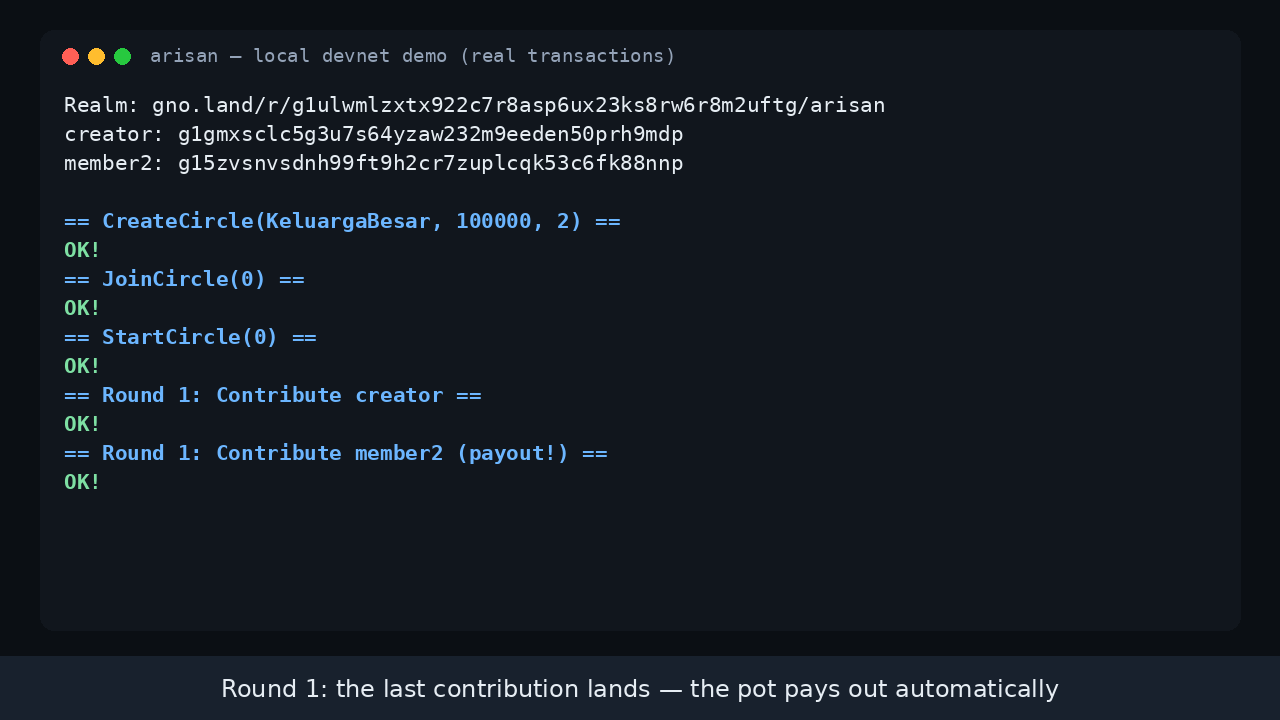 arisan — local devnet demo (real transactions)
Realm: gno.land/r/g1ulwmlzxtx922c7r8asp6ux23ks8rw6r8m2uftg/arisan
creator: g1gmxsclc5g3u7s64yzaw232m9eeden50prh9mdp
member2: g15zvsnvsdnh99ft9h2cr7zuplcqk53c6fk88nnp
== CreateCircle(KeluargaBesar, 100000, 2) ==
OK!
== JoinCircle(0) ==
OK!
== StartCircle(0) ==
OK!
== Round 1: Contribute creator ==
OK!
== Round 1: Contribute member2 (payout!) ==
OK!
Round 1: the last contribution lands — the pot pays out automatically